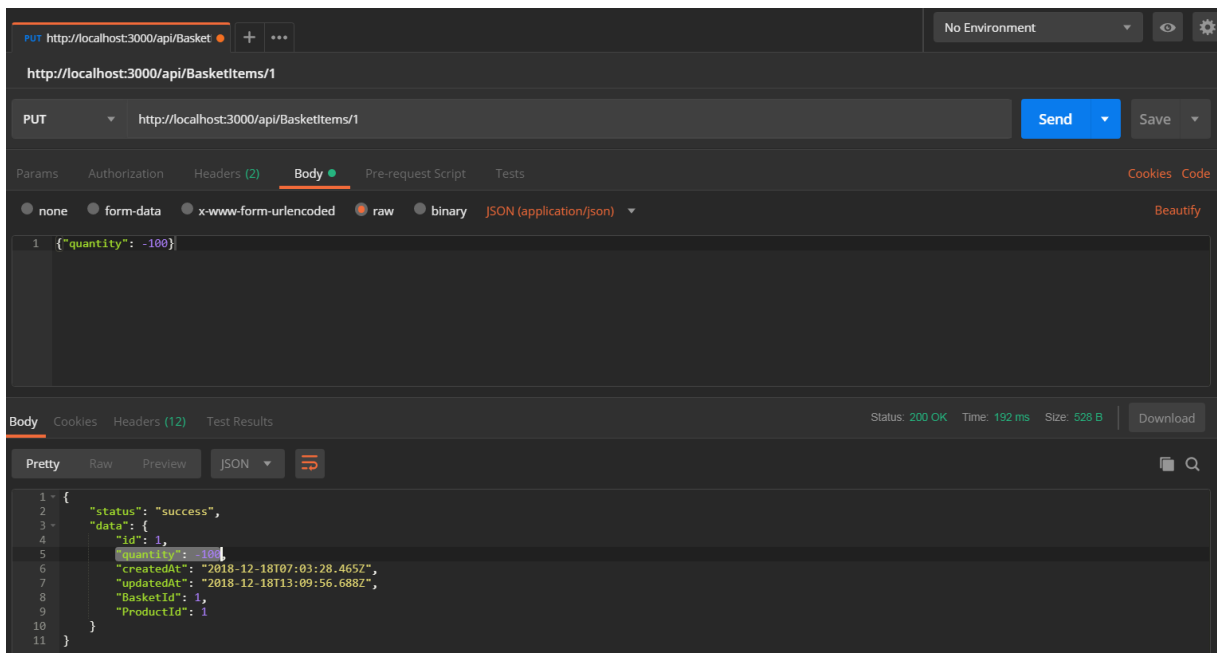 PUT http://localhost:3000/api/Basket + ••• No Environment
http://localhost:3000/api/BasketItems/1
PUT http://localhost:3000/api/BasketItems/1 Send Save
Params Authorization Headers (2) Body Pre-request Script Tests Cookies Code
none form-data x-www-form-urlencoded raw binary JSON (application/json) Beautify
1 {"quantity": -100}
Body Cookies Headers (12) Test Results Status: 200 OK Time: 192 ms Size: 528 B Download
Pretty Raw Preview JSON
1 {
2 "status": "success",
3 "data": {
4 "id": 1,
5 "quantity": -100,
6 "createdAt": "2018-12-18T07:03:28.465Z",
7 "updatedAt": "2018-12-18T13:09:56.688Z",
8 "BasketId": 1,
9 "ProductId": 1
10 }
11 }